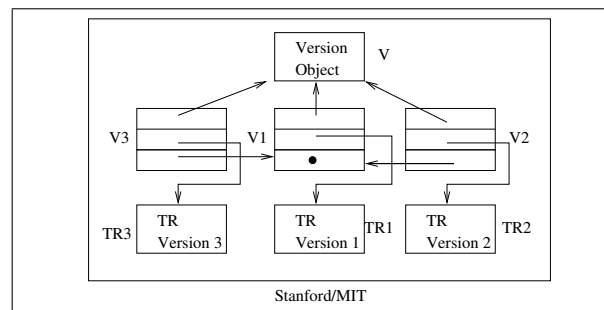 Version
Object
V
V3
V1
V2
TR
Version 3
TR3
TR
Version 1
TR1
TR
Version 2
TR2
Stanford/MIT